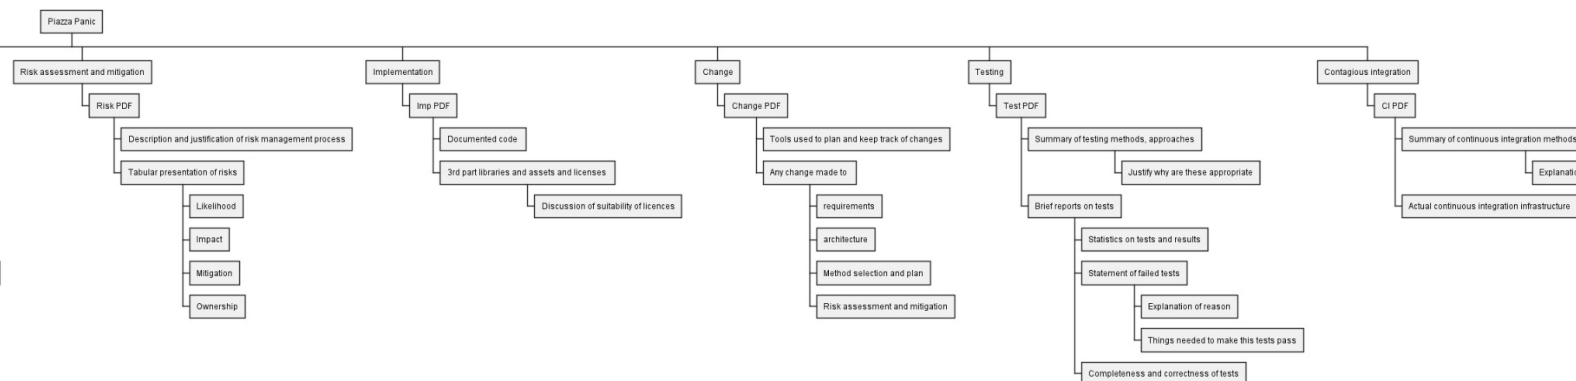 Piazza Panic
Risk assessment and mitigation
Risk PDF
Description and justification of risk management process
Tabular presentation of risks
Likelihood
Impact
Mitigation
Ownership
Implementation
Imp PDF
Documented code
3rd part libraries and assets and licenses
Discussion of suitability of licences
Change
Change PDF
Tools used to plan and keep track of changes
Any change made to
requirements
architecture
Method selection and plan
Risk assessment and mitigation
Testing
Test PDF
Summary of testing methods, approaches
Justify why are these appropriate
Brief reports on tests
Statistics on tests and results
Statement of failed tests
Explanation of reason
Things needed to make this tests pass
Completeness and correctness of tests
Contagious integration
CI PDF
Summary of continuous integration methods
Actual continuous integration infrastructure